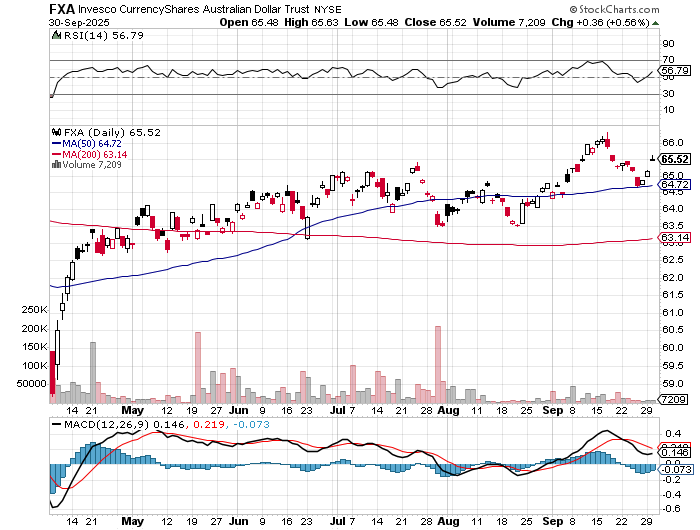 FXA Invesco CurrencyShares Australian Dollar Trust NYSE © StockCharts.com
30-Sep-2025 Open 65.48 High 65.63 Low 65.48 Close 65.52 Volume 7,209 Chg +0.36 (+0.56%)
RSI(14) 56.79
90
70
56.79
30
10
FXA (Daily) 65.52
MA(50) 64.72
MA(200) 63.14
Volume 7,209
66.0
65.52
65.0
64.72
64.5
64.0
63.5
63.14
63.0
62.5
62.0
61.5
61.0
60.5
60.0
59.5
59.0
250K
200K
150K
100K
50000
7209
14 21 May 12 19 27 Jun 9 16 23 Jul 7 14 21 28 Aug 11 18 25 Sep 8 15 22 29
MACD(12,26,9) 0.146, 0.219, -0.073
0.4
0.219
0.146
-0.073
-0.2
-0.4
-0.6
14 21 May 12 19 27 Jun 9 16 23 Jul 7 14 21 28 Aug 11 18 25 Sep 8 15 22 29